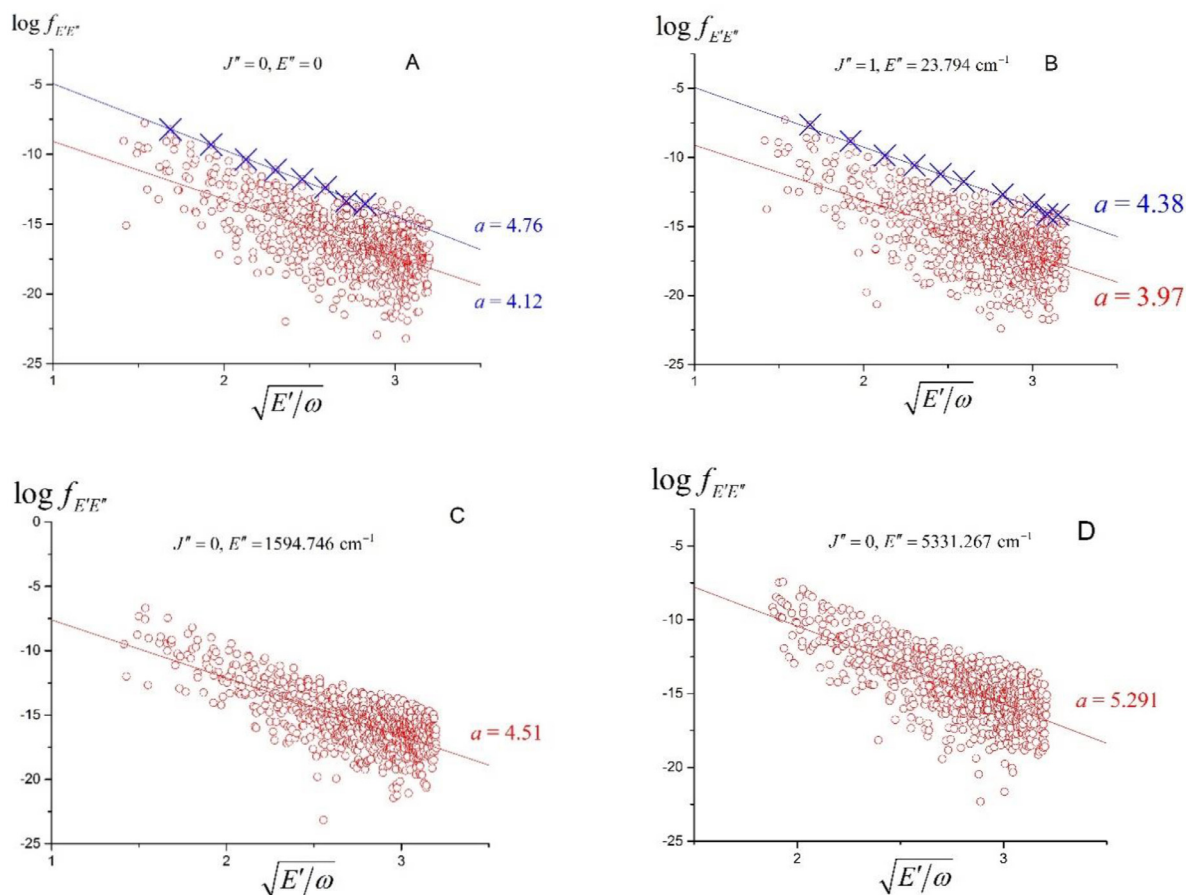 log f_{E'E"}
J" = 0, E" = 0
A
-5
-10
-15
-20
-25
1
2
3
a = 4.76
a = 4.12
√E'/ω
log f_{E'E"}
J" = 1, E" = 23.794 cm⁻¹
B
-5
-10
-15
-20
-25
1
2
3
a = 4.38
a = 3.97
√E'/ω
log f_{E'E"}
J" = 0, E" = 1594.746 cm⁻¹
C
0
-5
-10
-15
-20
-25
1
2
3
a = 4.51
√E'/ω
log f_{E'E"}
J" = 0, E" = 5331.267 cm⁻¹
D
-5
-10
-15
-20
-25
2
3
a = 5.291
√E'/ω